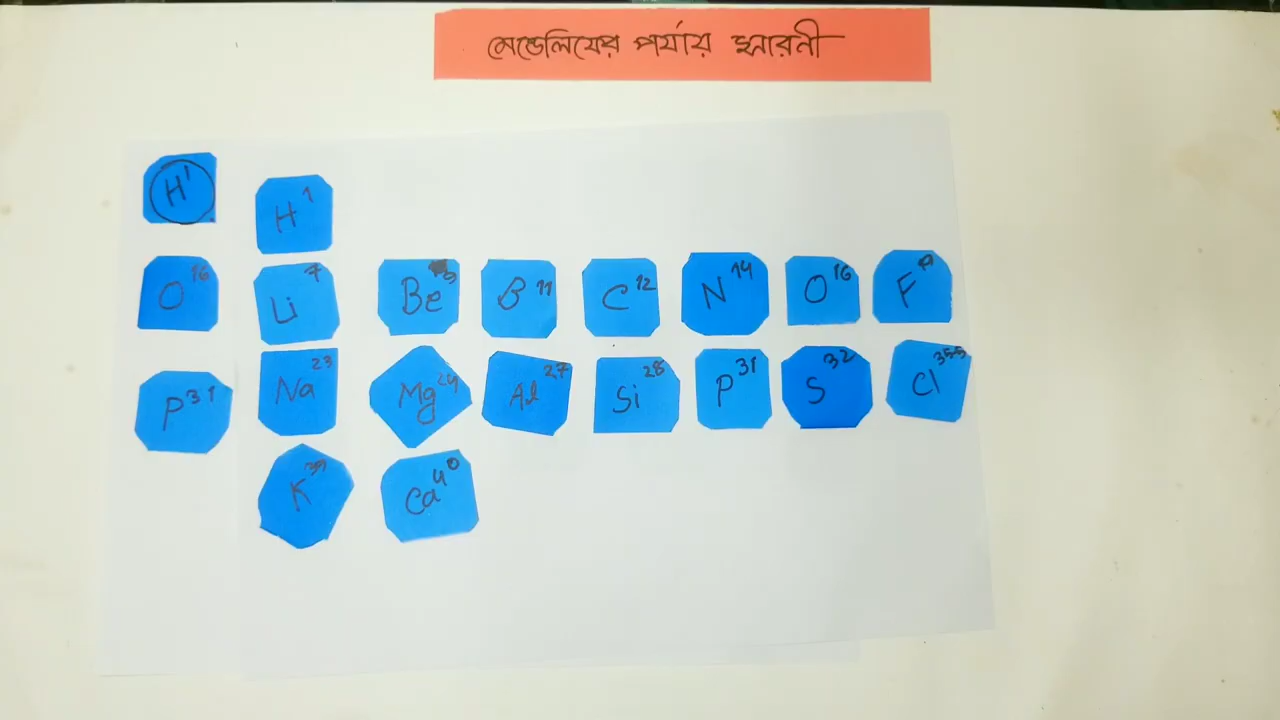 মেন্ডেলিফের পর্যায় সারনী
H¹
H¹
O¹⁶ Li⁷ Be⁹ B¹¹ C¹² N¹⁴ O¹⁶ F¹⁹
P³¹ Na²³ Mg²⁴ Al²⁷ Si²⁸ P³¹ S³² Cl³⁵·⁵
K³⁹ Ca⁴⁰